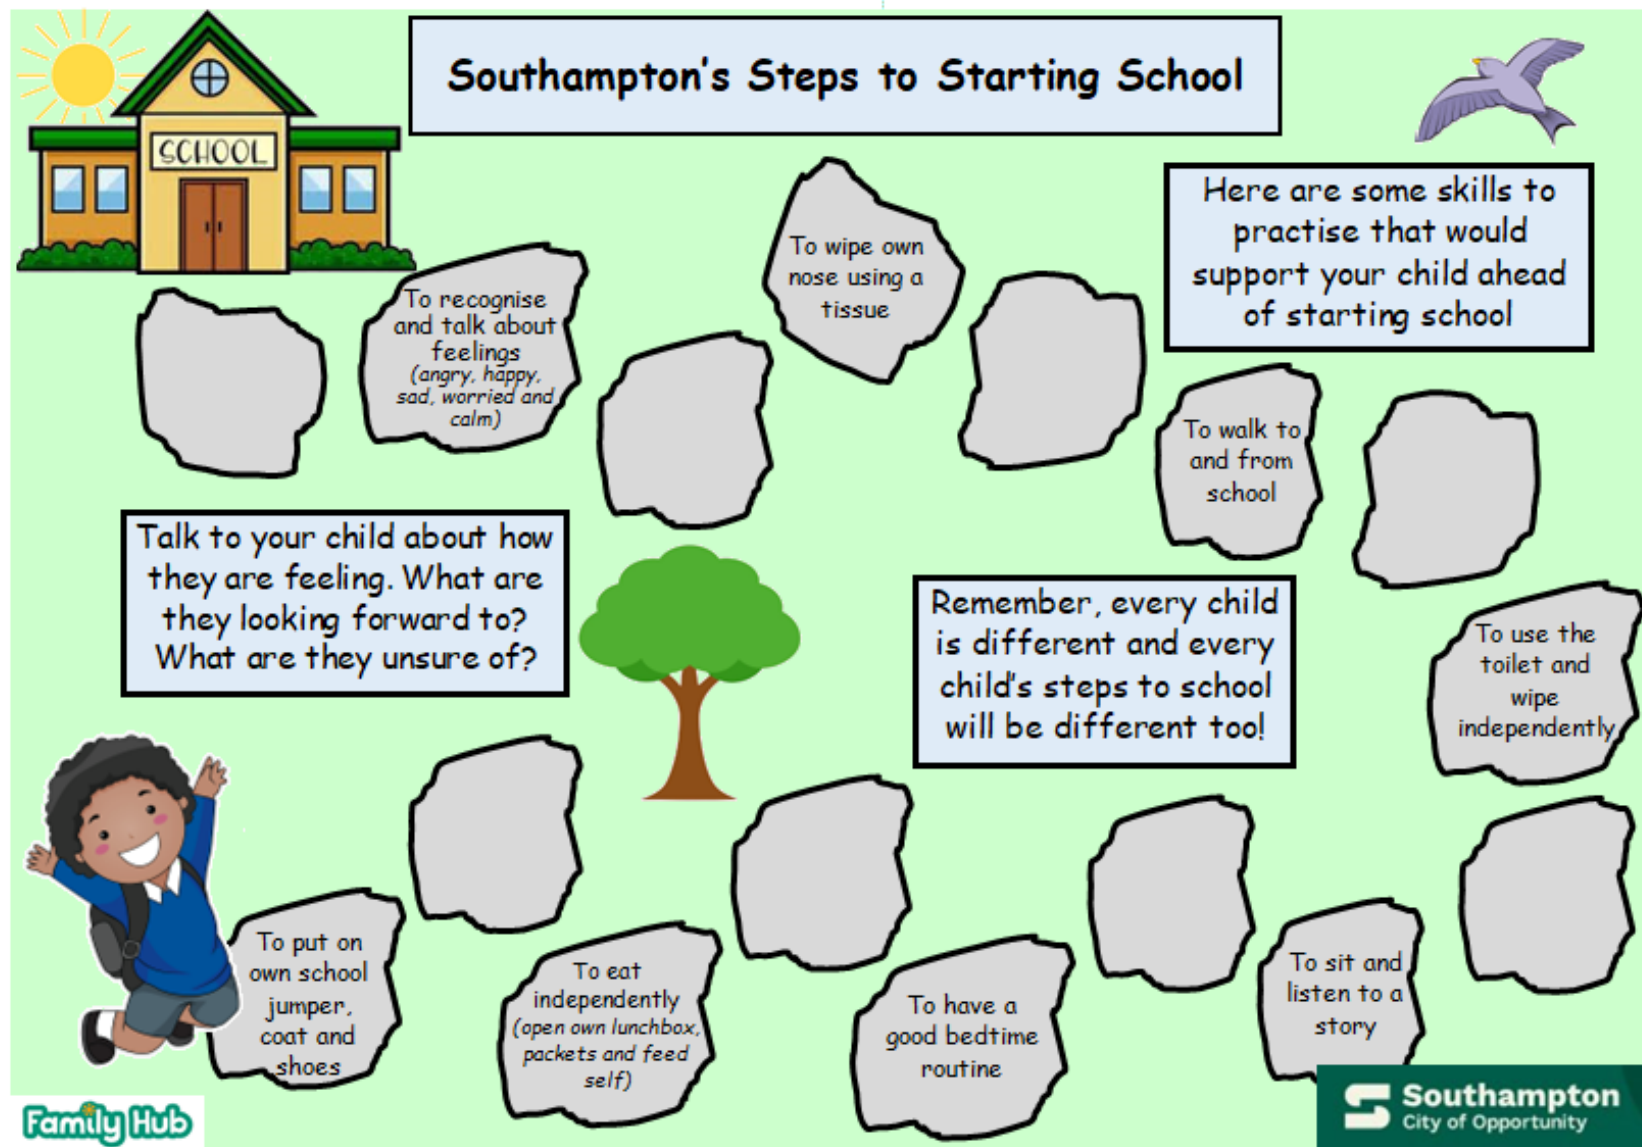 Southampton's Steps to Starting School
SCHOOL
Here are some skills to
practise that would
support your child ahead
of starting school
To wipe own
nose using a
tissue
To recognise
and talk about
feelings
(angry, happy,
sad, worried and
calm)
To walk to
and from
school
Talk to your child about how
they are feeling. What are
they looking forward to?
What are they unsure of?
Remember, every child
is different and every
child's steps to school
will be different too!
To use the
toilet and
wipe
independently
To put on
own school
jumper,
coat and
shoes
To eat
independently
(open own lunchbox,
packets and feed
self)
To have a
good bedtime
routine
To sit and
listen to a
story
Family Hub
Southampton
City of Opportunity